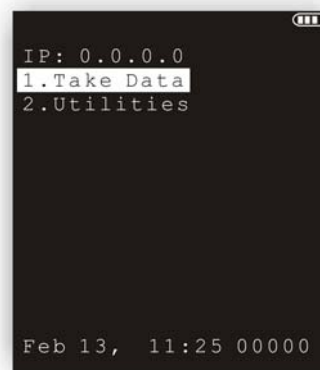 IP: 0.0.0.0
1.Take Data
2.Utilities
Feb 13, 11:25 00000